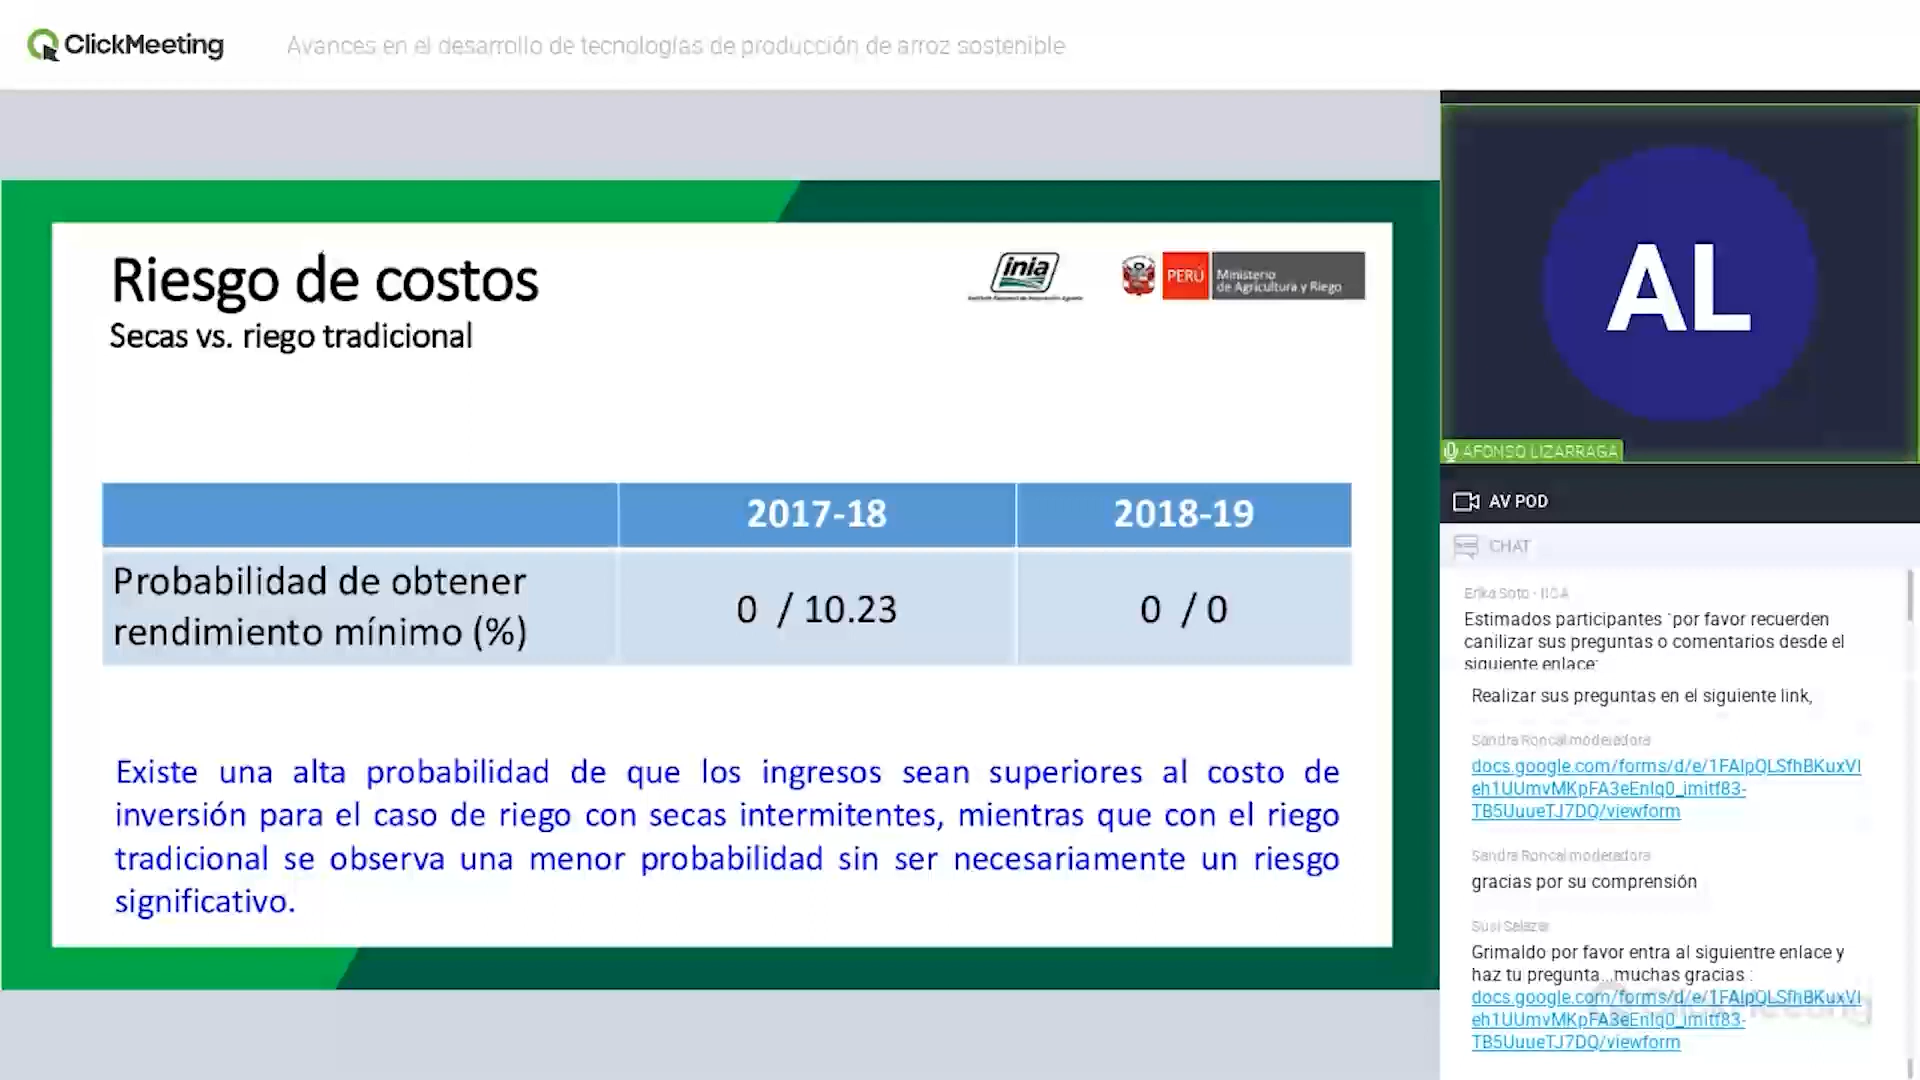 ClickMeeting
Avances en el desarrollo de tecnologías de producción de arroz sostenible
Riesgo de costos
Secas vs. riego tradicional
inia
PERÚ
Ministerio
de Agricultura y Riego
2017-18
2018-19
Probabilidad de obtener
rendimiento mínimo (%)
0 / 10.23
0 / 0
Existe una alta probabilidad de que los ingresos sean superiores al costo de
inversión para el caso de riego con secas intermitentes, mientras que con el riego
tradicional se observa una menor probabilidad sin ser necesariamente un riesgo
significativo.
AL
AFONSO LIZARRAGA
AV POD
CHAT
Erika Soto - IICA
Estimados participantes ¨por favor recuerden
canilizar sus preguntas o comentarios desde el
siguiente enlace:
Realizar sus preguntas en el siguiente link,
Sandra Roncal moderadora
docs.google.com/forms/d/e/1FAIpQLSfhBKuxVI
eh1UUmvMKpFA3eEnIq0_imitf83-
TB5UuueTJ7DQ/viewform
Sandra Roncal moderadora
gracias por su comprensión
Susi Salazar
Grimaldo por favor entra al siguientre enlace y
haz tu pregunta...muchas gracias :
docs.google.com/forms/d/e/1FAIpQLSfhBKuxVI
eh1UUmvMKpFA3eEnIq0_imitf83-
TB5UuueTJ7DQ/viewform